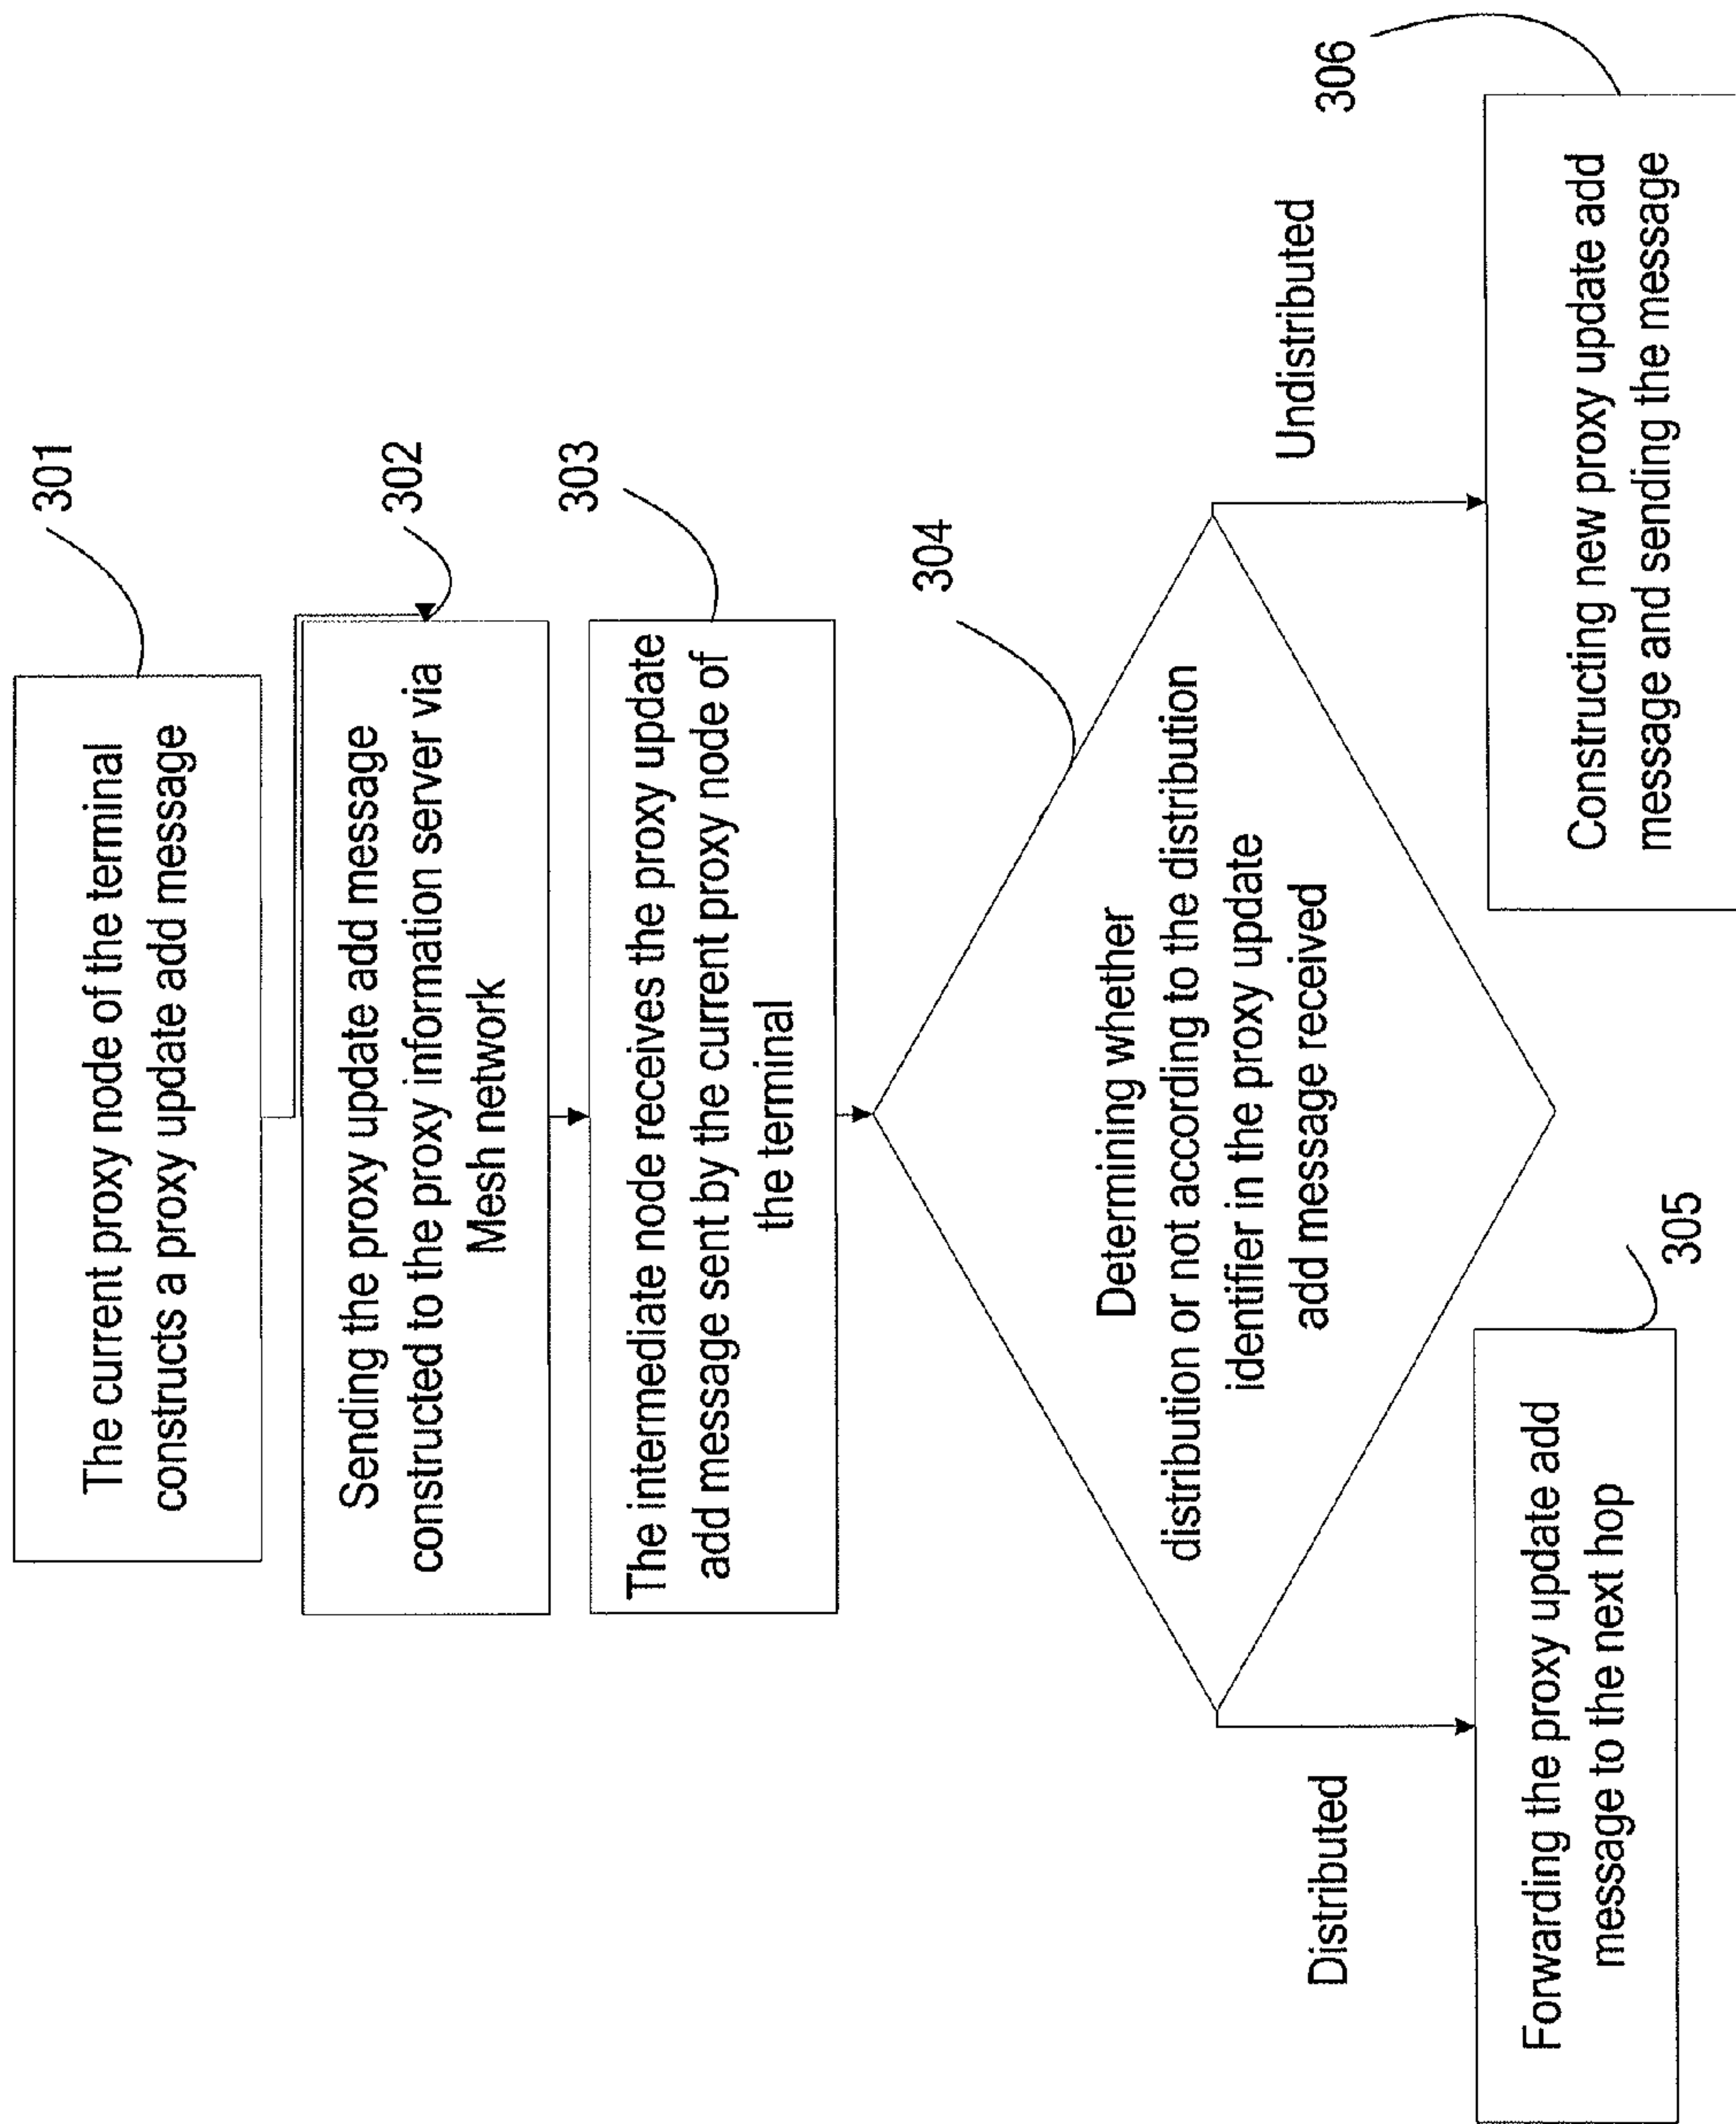 The current proxy node of the terminal
constructs a proxy update add message
301
Sending the proxy update add message
constructed to the proxy information server via
Mesh network
302
The intermediate node receives the proxy update
add message sent by the current proxy node of
the terminal
303
Determining whether
distribution or not according to the distribution
identifier in the proxy update
add message received
304
Distributed
Undistributed
Forwarding the proxy update add
message to the next hop
305
Constructing new proxy update add
message and sending the message
306